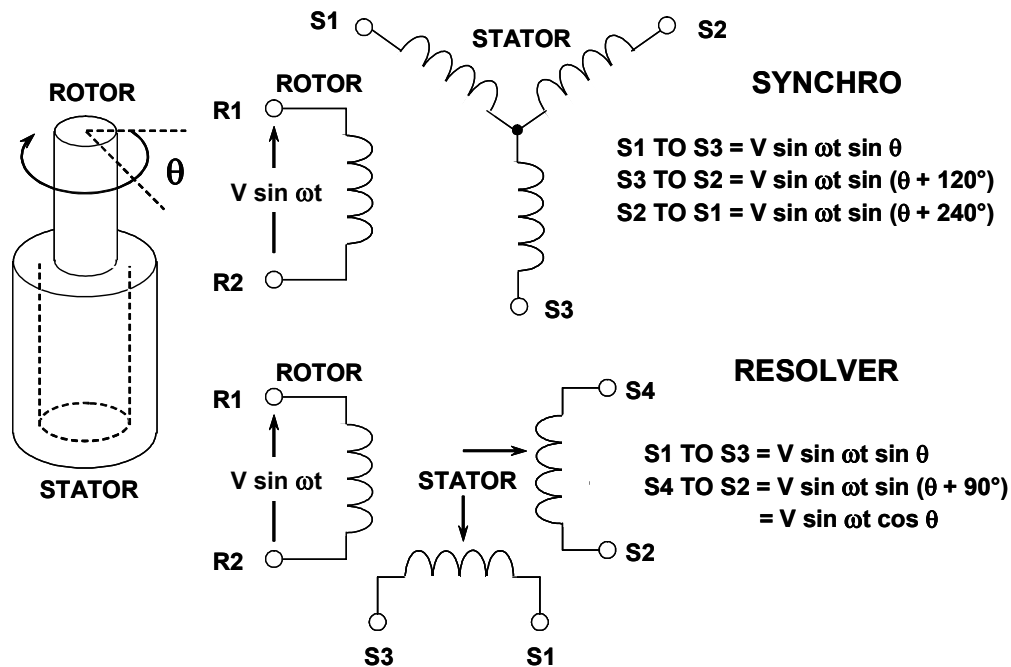 ROTOR
θ
STATOR
S1
STATOR
S2
ROTOR
R1
V sin ωt
R2
S3
SYNCHRO
S1 TO S3 = V sin ωt sin θ
S3 TO S2 = V sin ωt sin (θ + 120°)
S2 TO S1 = V sin ωt sin (θ + 240°)
ROTOR
R1
V sin ωt
R2
STATOR
S4
S2
S3
S1
RESOLVER
S1 TO S3 = V sin ωt sin θ
S4 TO S2 = V sin ωt sin (θ + 90°)
= V sin ωt cos θ